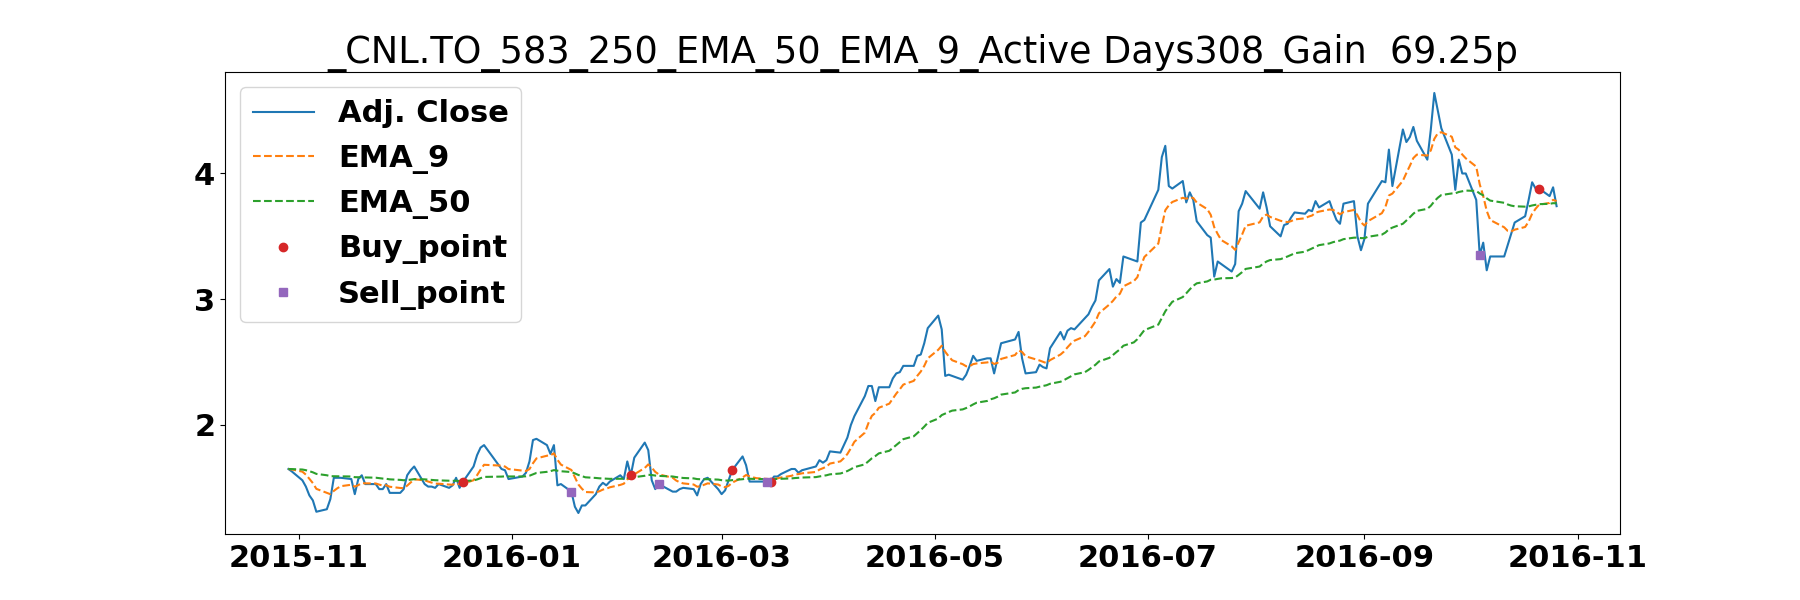 _CNL.TO_583_250_EMA_50_EMA_9_Active Days308_Gain  69.25p
Adj. Close
EMA_9
EMA_50
Buy_point
Sell_point
4
3
2
2015-11 2016-01 2016-03 2016-05 2016-07 2016-09 2016-11